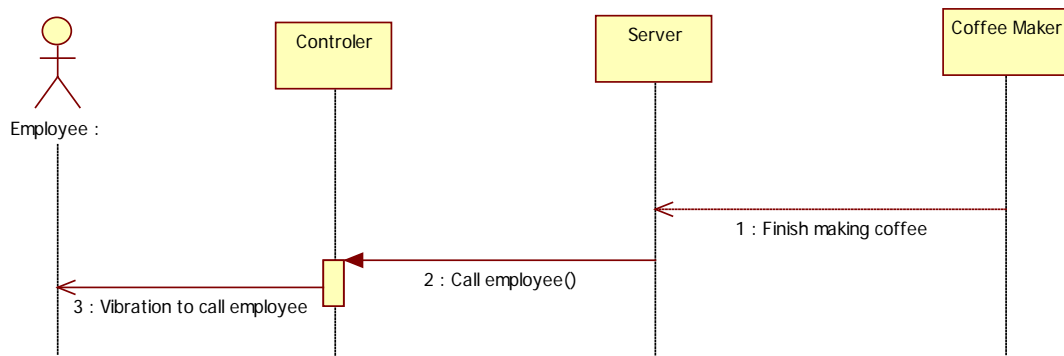 Controler
Server
Coffee Maker
Employee :
1 : Finish making coffee
2 : Call employee()
3 : Vibration to call employee